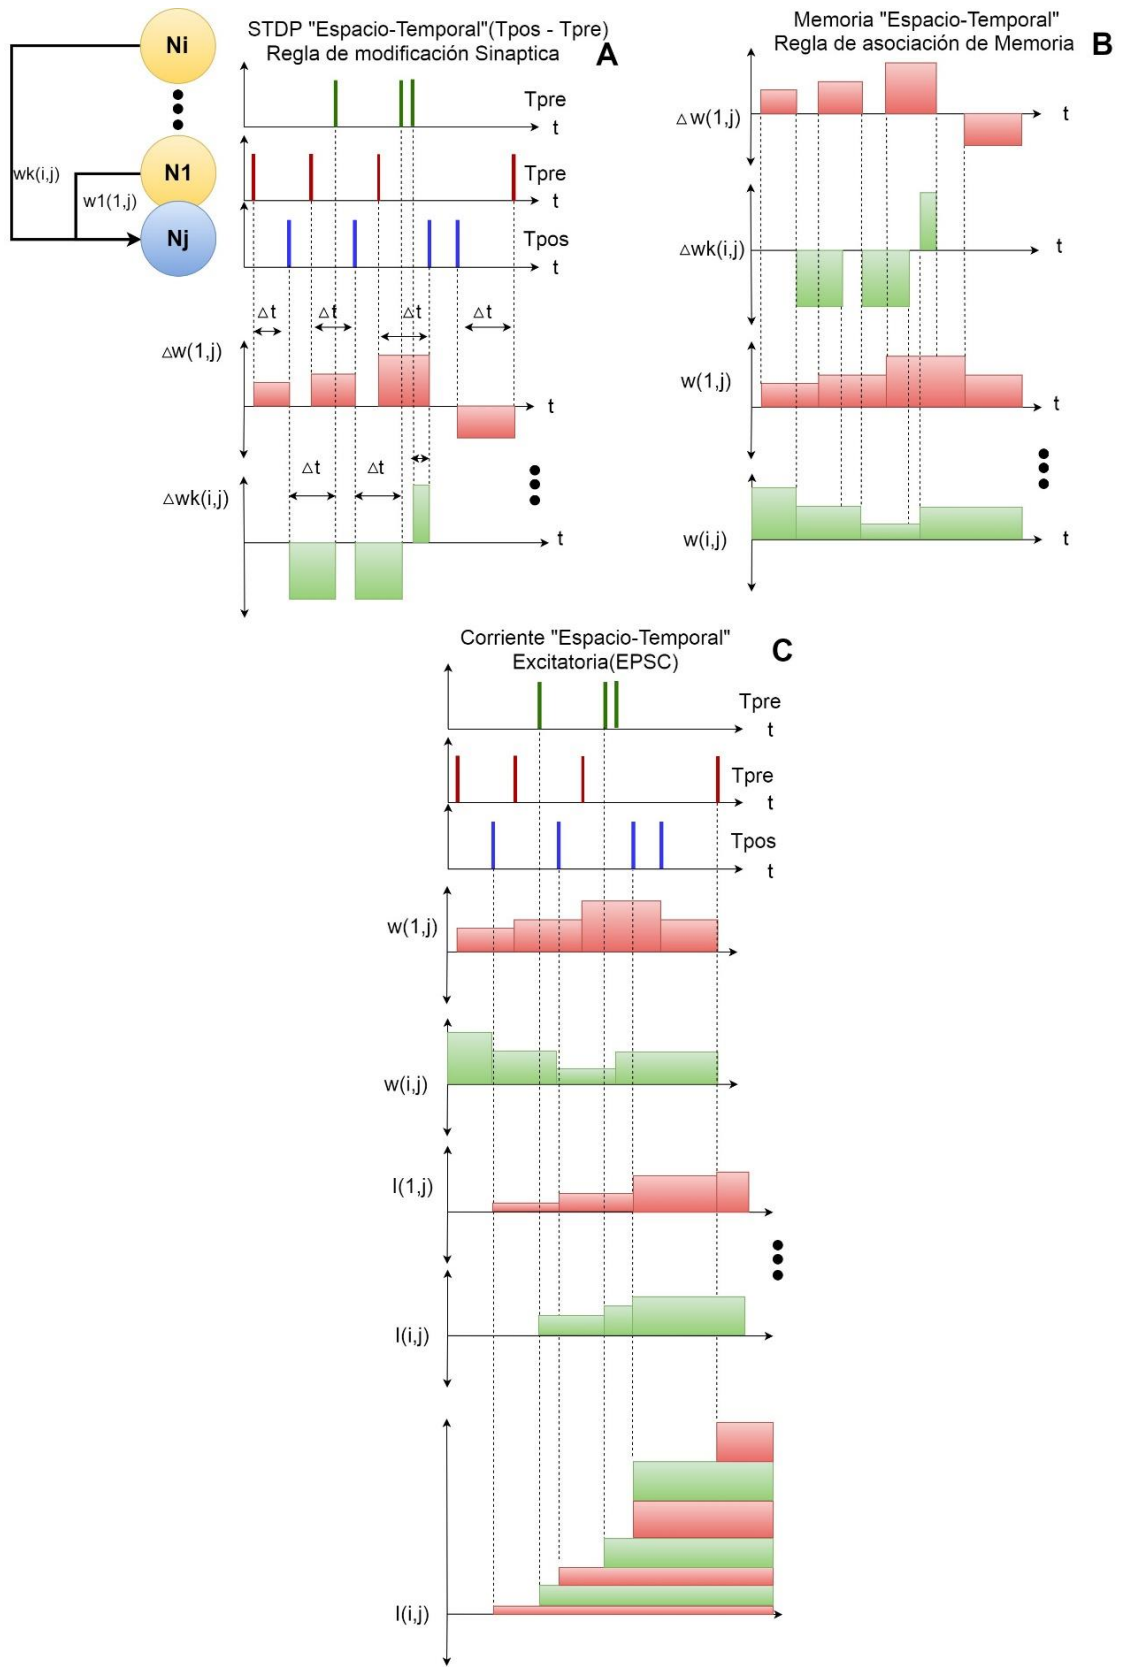 STDP "Espacio-Temporal"(Tpos - Tpre)
Regla de modificación Sinaptica
A
Ni
N1
Nj
wk(i,j)
w1(1,j)
Tpre
t
Tpre
t
Tpos
t
△t
△t
△t
△t
△w(1,j)
t
△t
△t
△wk(i,j)
t
Memoria "Espacio-Temporal"
Regla de asociación de Memoria
B
△w(1,j)
t
△wk(i,j)
t
w(1,j)
t
w(i,j)
t
Corriente "Espacio-Temporal"
Excitatoria(EPSC)
C
Tpre
t
Tpre
t
Tpos
t
w(1,j)
w(i,j)
I(1,j)
I(i,j)
I(i,j)